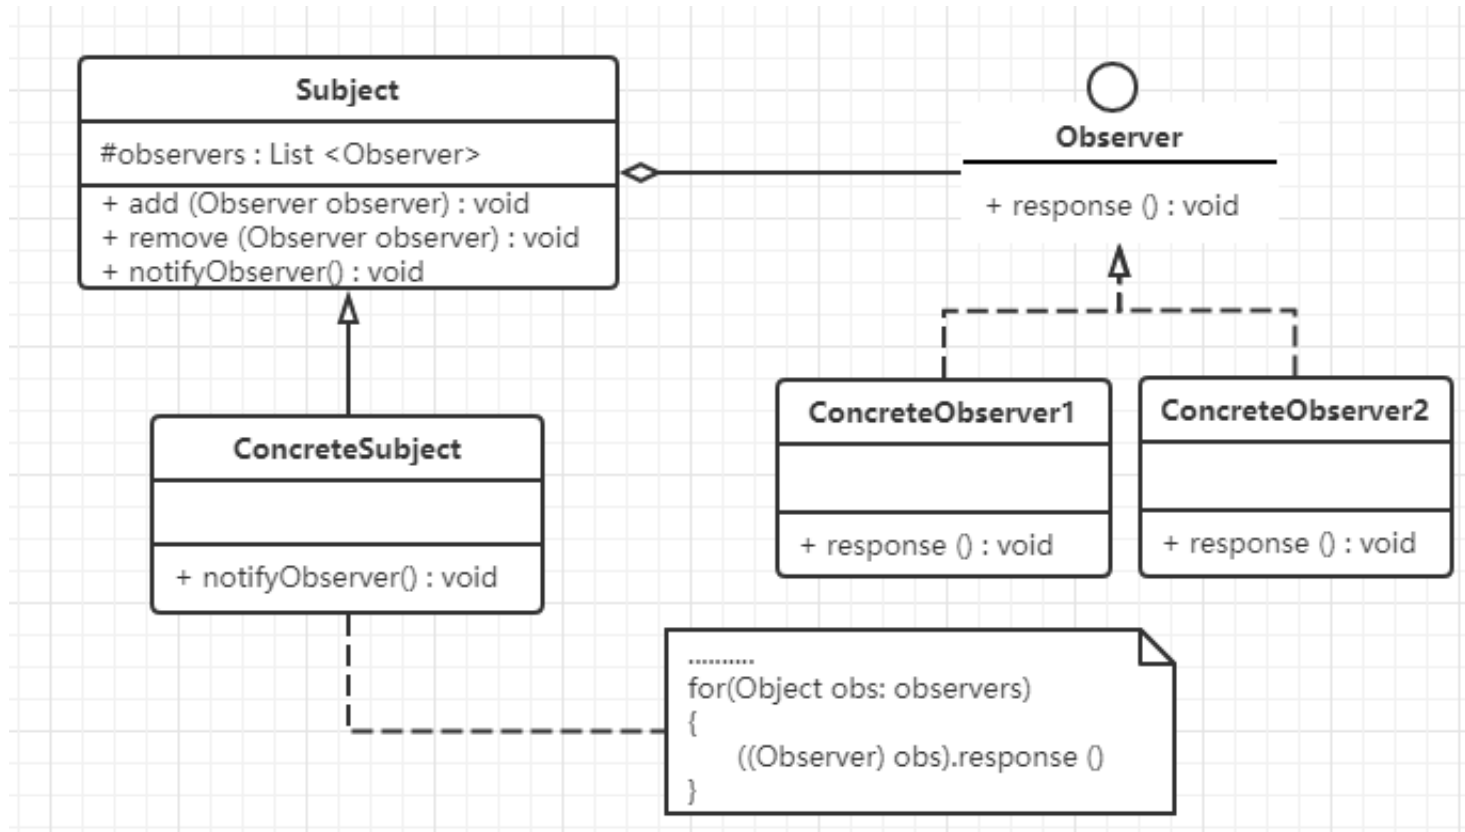 Subject
#observers : List <Observer>
+ add (Observer observer) : void
+ remove (Observer observer) : void
+ notifyObserver() : void
Observer
+ response () : void
ConcreteSubject
+ notifyObserver() : void
ConcreteObserver1
+ response () : void
ConcreteObserver2
+ response () : void
..........
for(Object obs: observers)
{
((Observer) obs).response ()
}